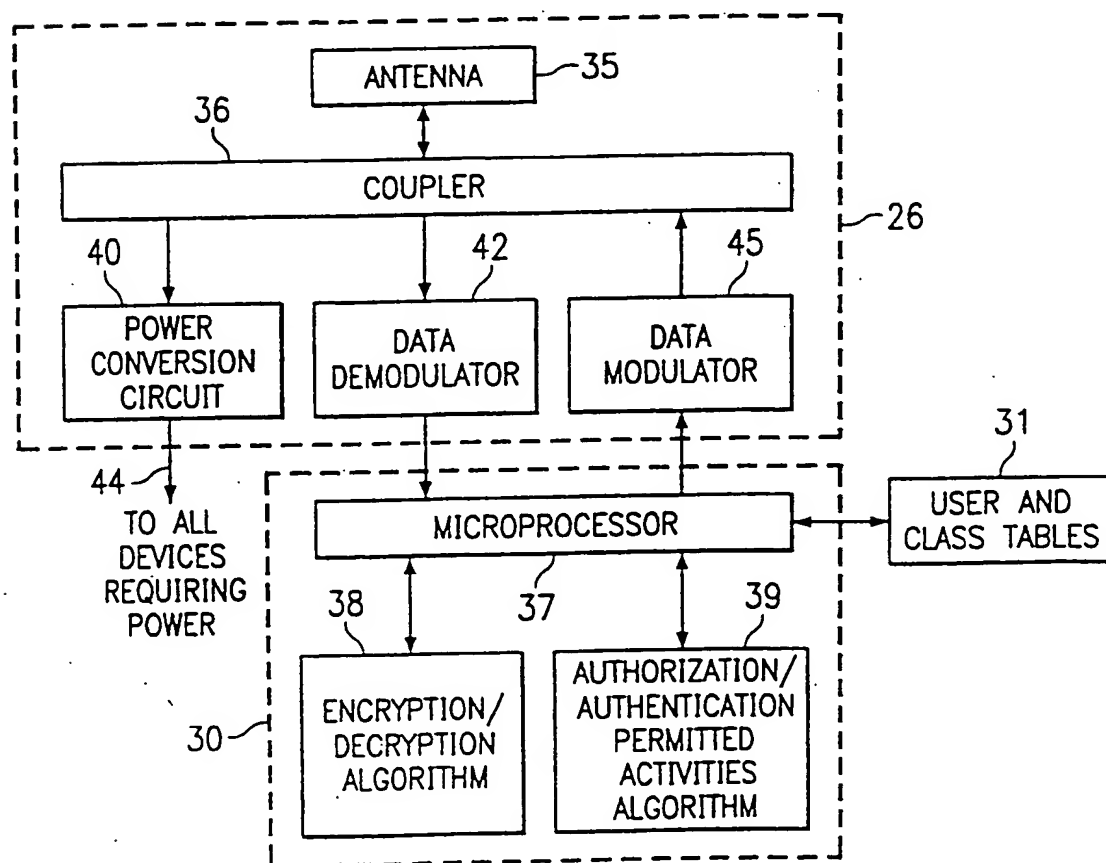 ANTENNA
35
36
COUPLER
26
40
42
45
POWER
CONVERSION
CIRCUIT
DATA
DEMODULATOR
DATA
MODULATOR
44
TO ALL
DEVICES
REQUIRING
POWER
31
USER AND
CLASS TABLES
MICROPROCESSOR
37
38
39
ENCRYPTION/
DECRYPTION
ALGORITHM
AUTHORIZATION/
AUTHENTICATION
PERMITTED
ACTIVITIES
ALGORITHM
30